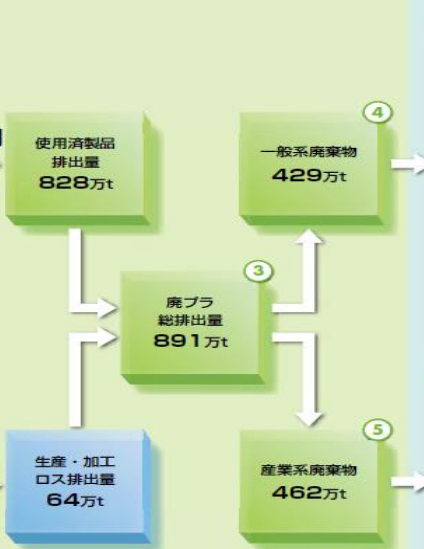 使用済製品
排出量
828万t
④
一般系廃棄物
429万t
③
廃プラ
総排出量
891万t
生産・加工
ロス排出量
64万t
⑤
産業系廃棄物
462万t